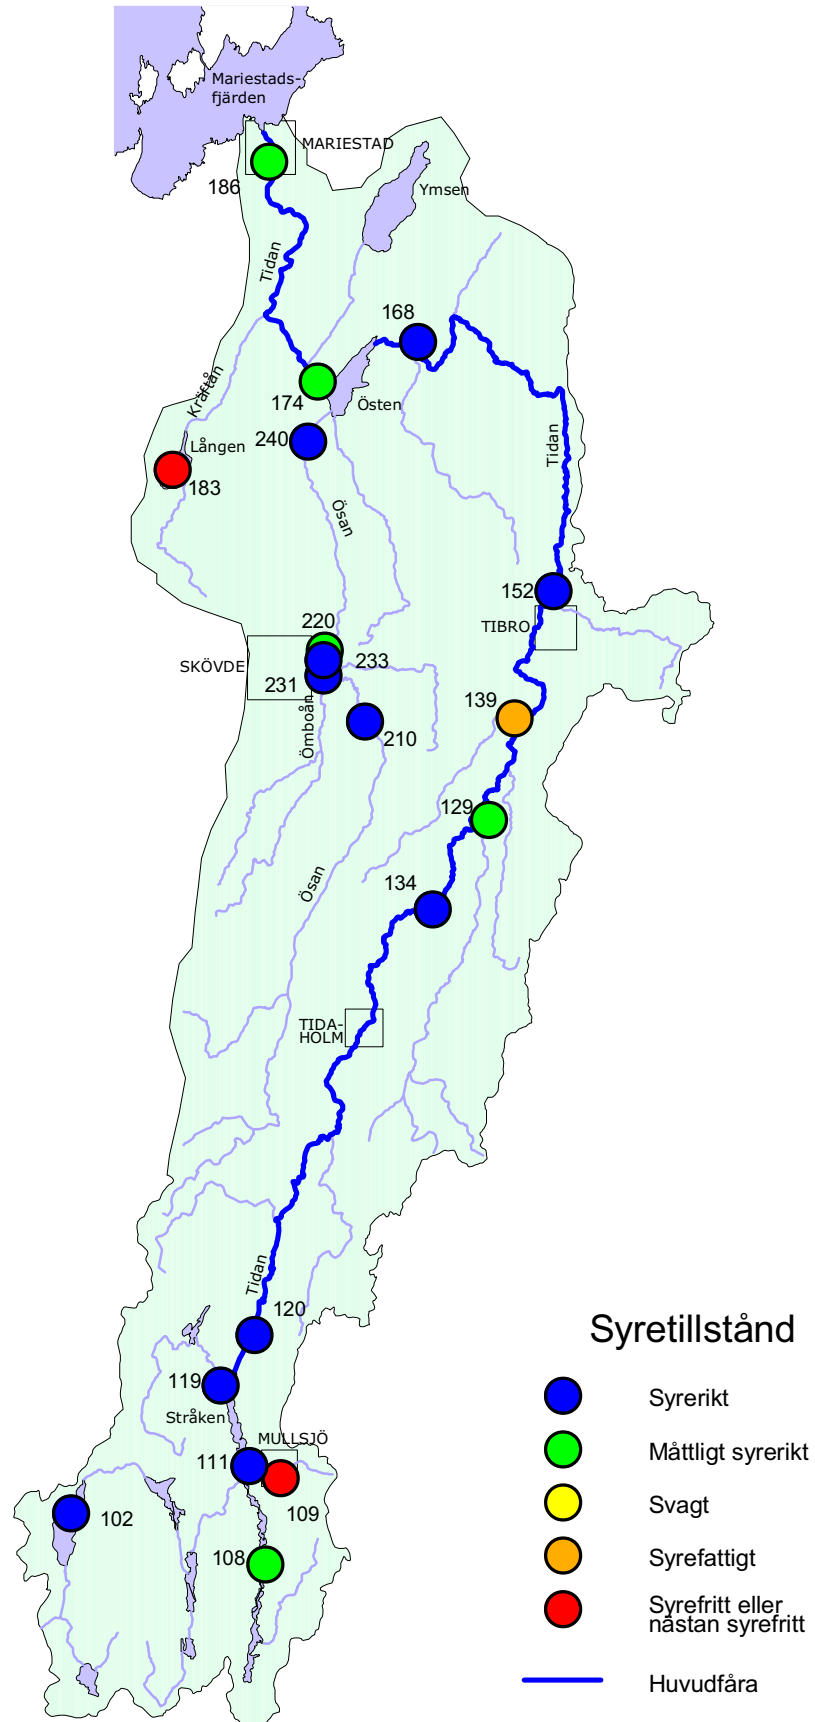 Mariestads-
fjärden
MARIESTAD
186
Ymsen
Tidan
168
174
Östen
Kräftån
240
Lången
183
Tidan
Ösan
152
TIBRO
220
SKÖVDE
233
231
139
Ömboån
210
129
134
Ösan
TIDA-
HOLM
Tidan
120
119
Stråken
MULLSJÖ
111
109
102
108
Syretillstånd
Syrerikt
Måttligt syrerikt
Svagt
Syrefattigt
Syrefritt eller
nästan syrefritt
Huvudfåra